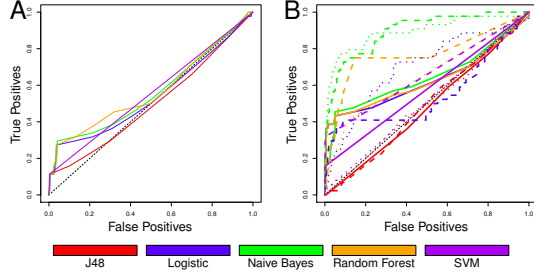 A
B
True Positives
1.0
0.8
0.6
0.4
0.2
0.0
0.0 0.2 0.4 0.6 0.8 1.0
False Positives
True Positives
1.0
0.8
0.6
0.4
0.2
0.0
0.0 0.2 0.4 0.6 0.8 1.0
False Positives
J48 Logistic Naive Bayes Random Forest SVM